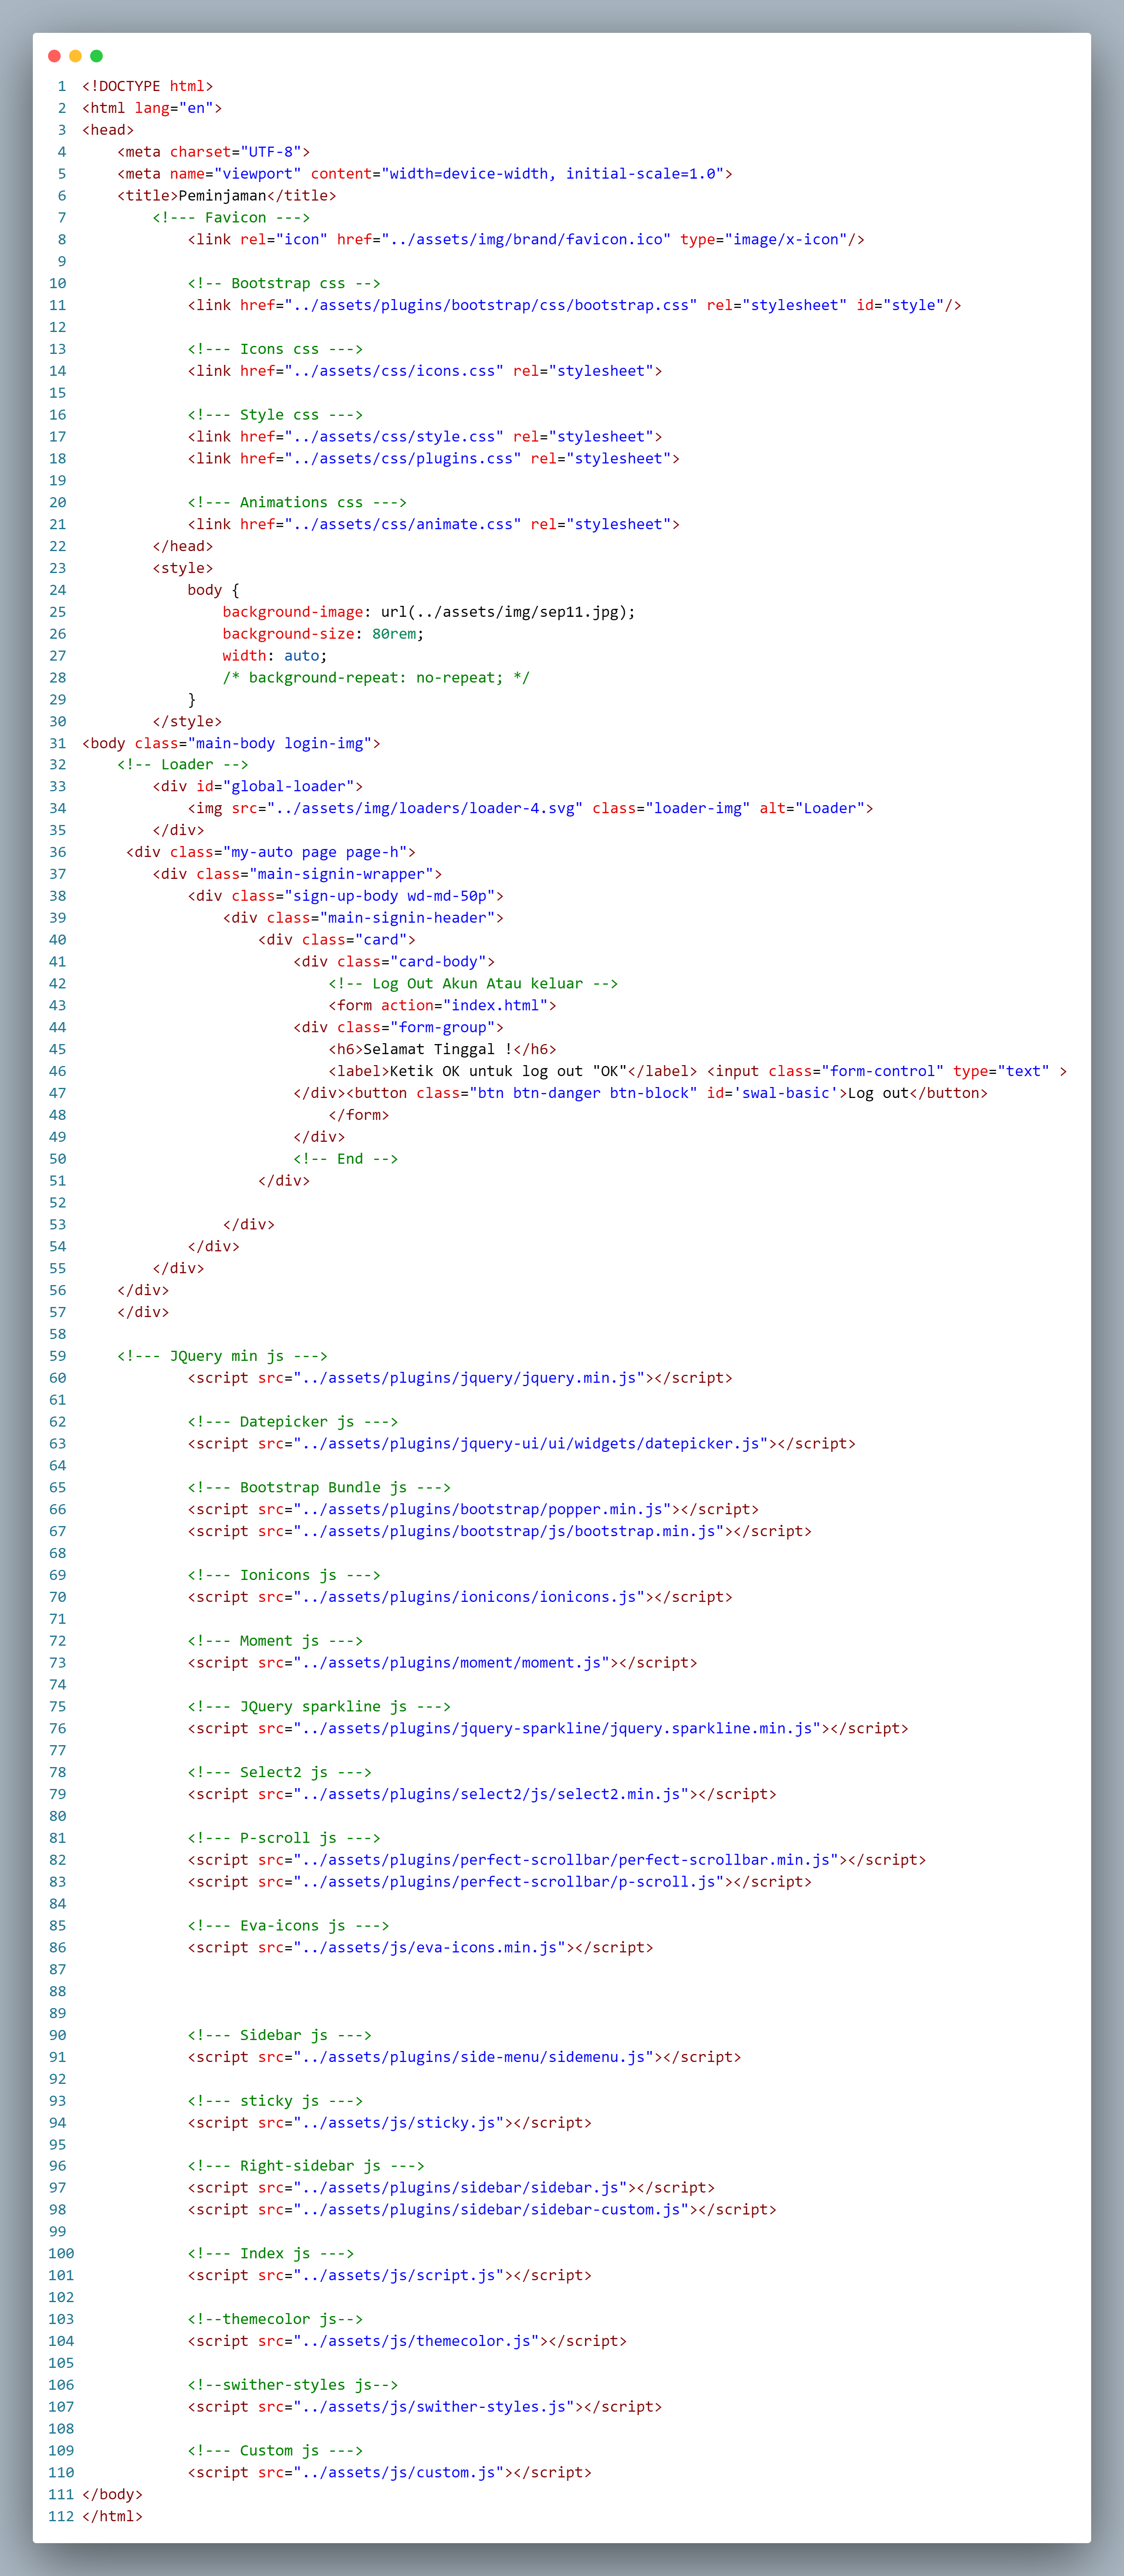 1 <!DOCTYPE html>
2 <html lang="en">
3 <head>
4     <meta charset="UTF-8">
5     <meta name="viewport" content="width=device-width, initial-scale=1.0">
6     <title>Peminjaman</title>
7         <!--- Favicon --->
8             <link rel="icon" href="../assets/img/brand/favicon.ico" type="image/x-icon"/>
9
10             <!-- Bootstrap css -->
11             <link href="../assets/plugins/bootstrap/css/bootstrap.css" rel="stylesheet" id="style"/>
12
13             <!--- Icons css --->
14             <link href="../assets/css/icons.css" rel="stylesheet">
15
16             <!--- Style css --->
17             <link href="../assets/css/style.css" rel="stylesheet">
18             <link href="../assets/css/plugins.css" rel="stylesheet">
19
20             <!--- Animations css --->
21             <link href="../assets/css/animate.css" rel="stylesheet">
22         </head>
23         <style>
24             body {
25                 background-image: url(../assets/img/sep11.jpg);
26                 background-size: 80rem;
27                 width: auto;
28                 /* background-repeat: no-repeat; */
29             }
30         </style>
31 <body class="main-body login-img">
32     <!-- Loader -->
33         <div id="global-loader">
34             <img src="../assets/img/loaders/loader-4.svg" class="loader-img" alt="Loader">
35         </div>
36      <div class="my-auto page page-h">
37         <div class="main-signin-wrapper">
38             <div class="sign-up-body wd-md-50p">
39                 <div class="main-signin-header">
40                     <div class="card">
41                         <div class="card-body">
42                             <!-- Log Out Akun Atau keluar -->
43                             <form action="index.html">
44                         <div class="form-group">
45                             <h6>Selamat Tinggal !</h6>
46                             <label>Ketik OK untuk log out "OK"</label> <input class="form-control" type="text" >
47                         </div><button class="btn btn-danger btn-block" id='swal-basic'>Log out</button>
48                             </form>
49                         </div>
50                         <!-- End -->
51                     </div>
52
53                 </div>
54             </div>
55         </div>
56     </div>
57     </div>
58
59     <!--- JQuery min js --->
60             <script src="../assets/plugins/jquery/jquery.min.js"></script>
61
62             <!--- Datepicker js --->
63             <script src="../assets/plugins/jquery-ui/ui/widgets/datepicker.js"></script>
64
65             <!--- Bootstrap Bundle js --->
66             <script src="../assets/plugins/bootstrap/popper.min.js"></script>
67             <script src="../assets/plugins/bootstrap/js/bootstrap.min.js"></script>
68
69             <!--- Ionicons js --->
70             <script src="../assets/plugins/ionicons/ionicons.js"></script>
71
72             <!--- Moment js --->
73             <script src="../assets/plugins/moment/moment.js"></script>
74
75             <!--- JQuery sparkline js --->
76             <script src="../assets/plugins/jquery-sparkline/jquery.sparkline.min.js"></script>
77
78             <!--- Select2 js --->
79             <script src="../assets/plugins/select2/js/select2.min.js"></script>
80
81             <!--- P-scroll js --->
82             <script src="../assets/plugins/perfect-scrollbar/perfect-scrollbar.min.js"></script>
83             <script src="../assets/plugins/perfect-scrollbar/p-scroll.js"></script>
84
85             <!--- Eva-icons js --->
86             <script src="../assets/js/eva-icons.min.js"></script>
87
88
89
90             <!--- Sidebar js --->
91             <script src="../assets/plugins/side-menu/sidemenu.js"></script>
92
93             <!--- sticky js --->
94             <script src="../assets/js/sticky.js"></script>
95
96             <!--- Right-sidebar js --->
97             <script src="../assets/plugins/sidebar/sidebar.js"></script>
98             <script src="../assets/plugins/sidebar/sidebar-custom.js"></script>
99
100             <!--- Index js --->
101             <script src="../assets/js/script.js"></script>
102
103             <!--themecolor js-->
104             <script src="../assets/js/themecolor.js"></script>
105
106             <!--swither-styles js-->
107             <script src="../assets/js/swither-styles.js"></script>
108
109             <!--- Custom js --->
110             <script src="../assets/js/custom.js"></script>
111 </body>
112 </html>